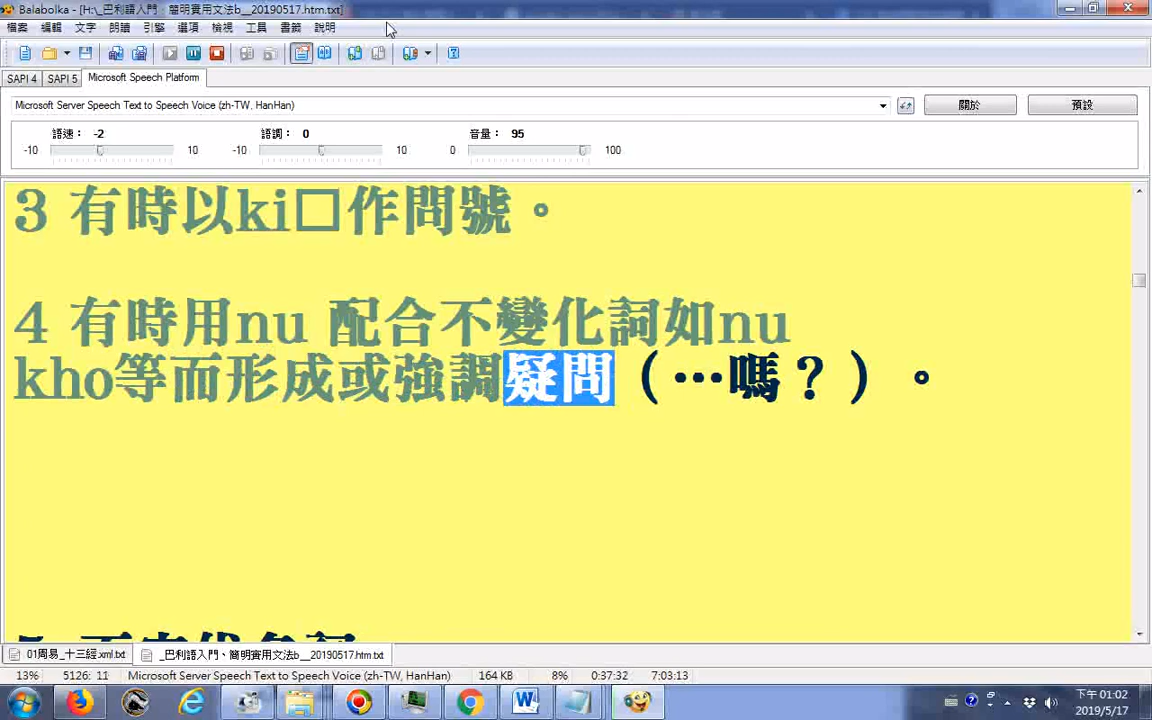 Balabolka - [H:\_巴利語入門、簡明實用文法b__20190517.htm.txt]
檔案 編輯 文字 朗讀 引擎 選項 檢視 工具 書籤 說明
SAPI 4 SAPI 5 Microsoft Speech Platform
Microsoft Server Speech Text to Speech Voice (zh-TW, HanHan) 關於 預設
語速： -2 語調： 0 音量： 95
-10 10 -10 10 0 100
3 有時以ki□作問號。
4 有時用nu 配合不變化詞如nu
kho等而形成或強調疑問（…嗎？）。
01周易_十三經.xml.txt _巴利語入門、簡明實用文法b__20190517.htm.txt
13% 5126: 11 Microsoft Server Speech Text to Speech Voice (zh-TW, HanHan) 164 KB 8% 0:37:32 7:03:13
下午 01:02
2019/5/17